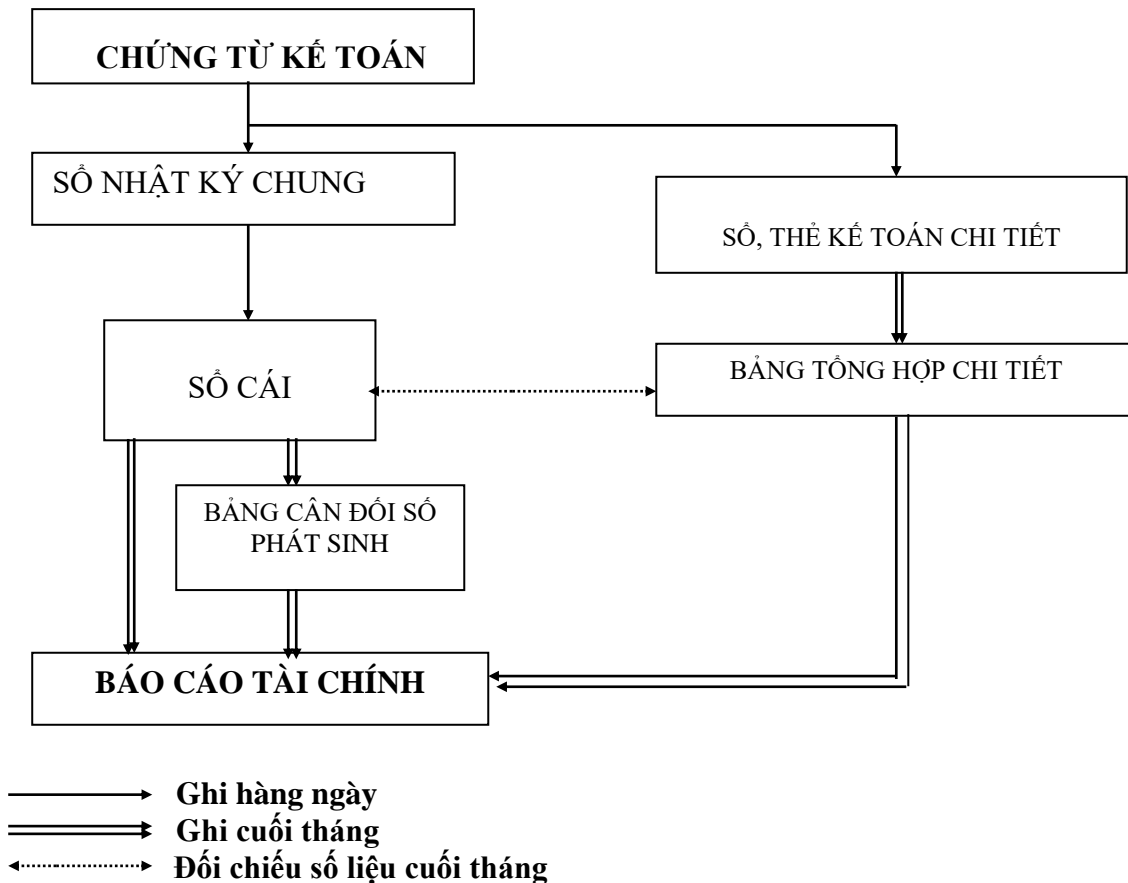 CHỨNG TỪ KẾ TOÁN
SỔ NHẬT KÝ CHUNG
SỔ, THẺ KẾ TOÁN CHI TIẾT
SỔ CÁI
BẢNG TỔNG HỢP CHI TIẾT
BẢNG CÂN ĐỐI SỐ
PHÁT SINH
BÁO CÁO TÀI CHÍNH
Ghi hàng ngày
Ghi cuối tháng
Đối chiếu số liệu cuối tháng